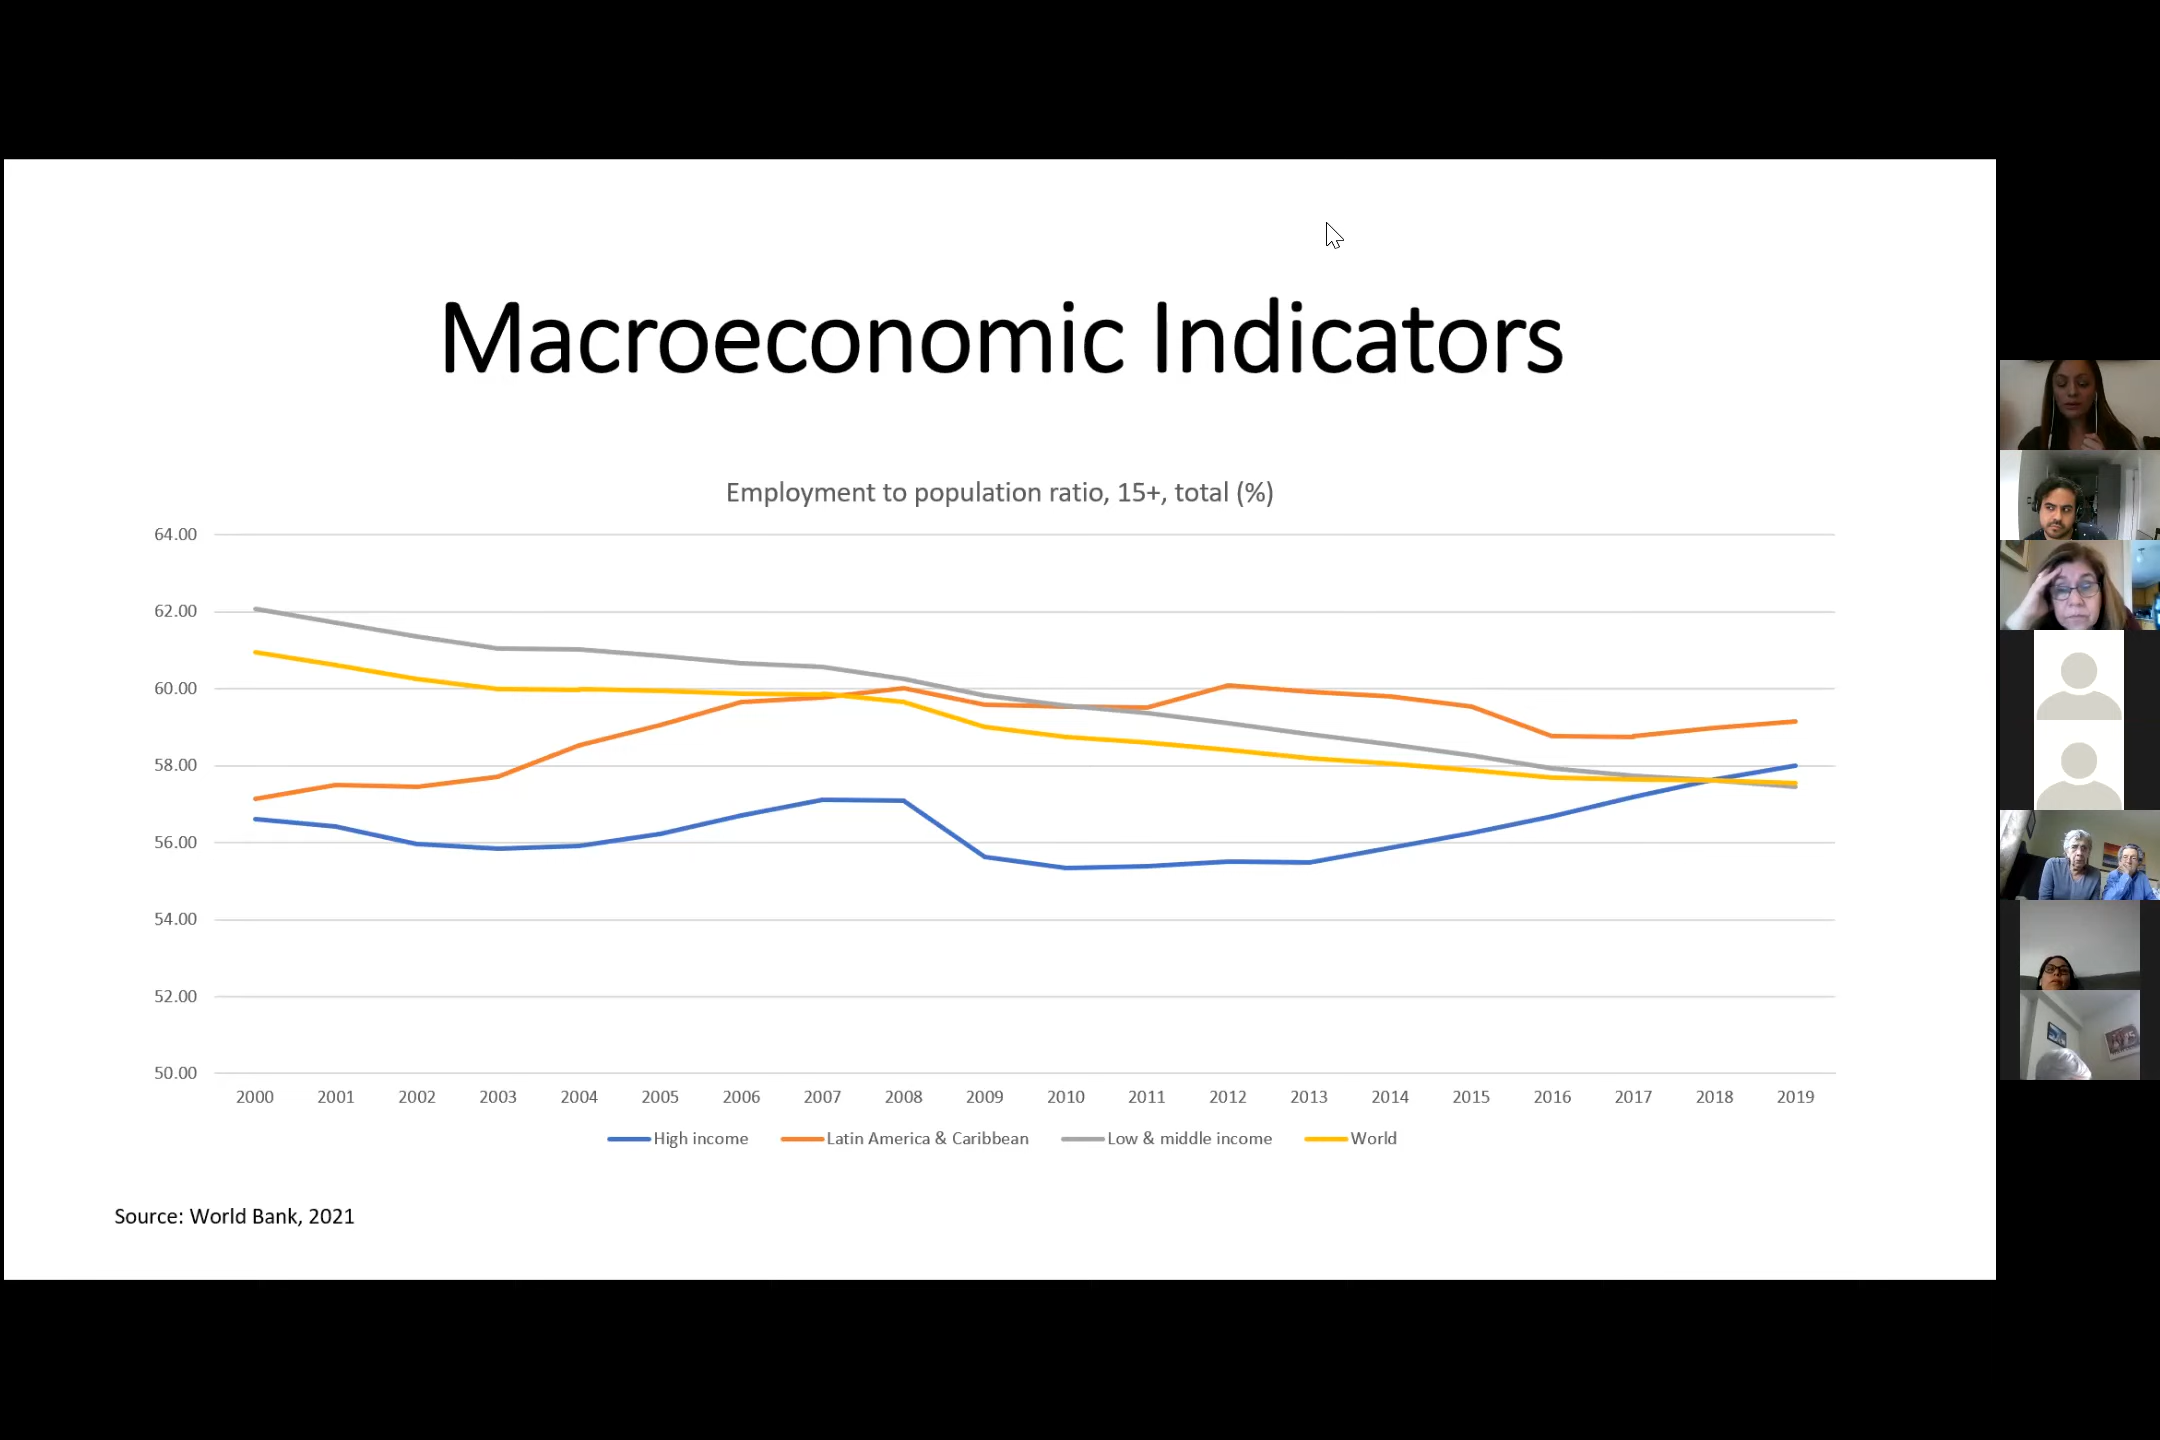 Macroeconomic Indicators
Employment to population ratio, 15+, total (%)
64.00
62.00
60.00
58.00
56.00
54.00
52.00
50.00
2000 2001 2002 2003 2004 2005 2006 2007 2008 2009 2010 2011 2012 2013 2014 2015 2016 2017 2018 2019
High income Latin America & Caribbean Low & middle income World
Source: World Bank, 2021